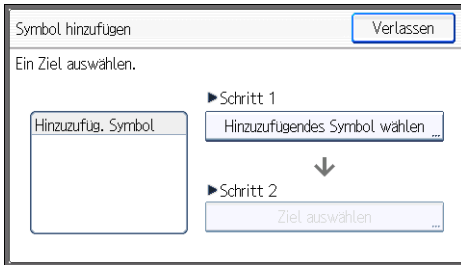 Symbol hinzufügen
Verlassen
Ein Ziel auswählen.
▶Schritt 1
Hinzuzufüg. Symbol
Hinzuzufügendes Symbol wählen ...
▶Schritt 2
Ziel auswählen ...